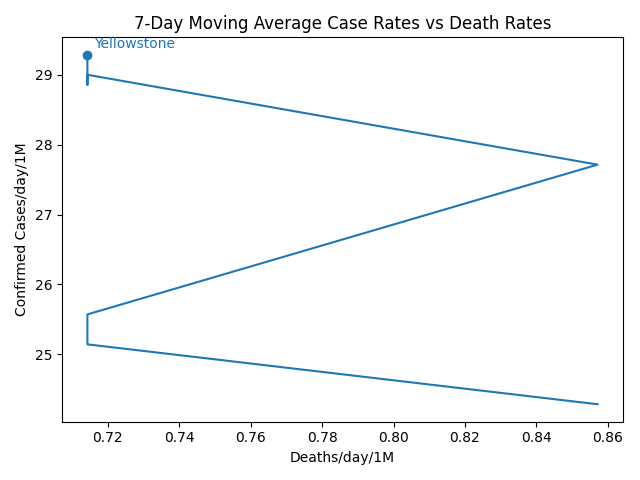 7-Day Moving Average Case Rates vs Death Rates
Yellowstone
29
28
27
26
25
Confirmed Cases/day/1M
0.72 0.74 0.76 0.78 0.80 0.82 0.84 0.86
Deaths/day/1M